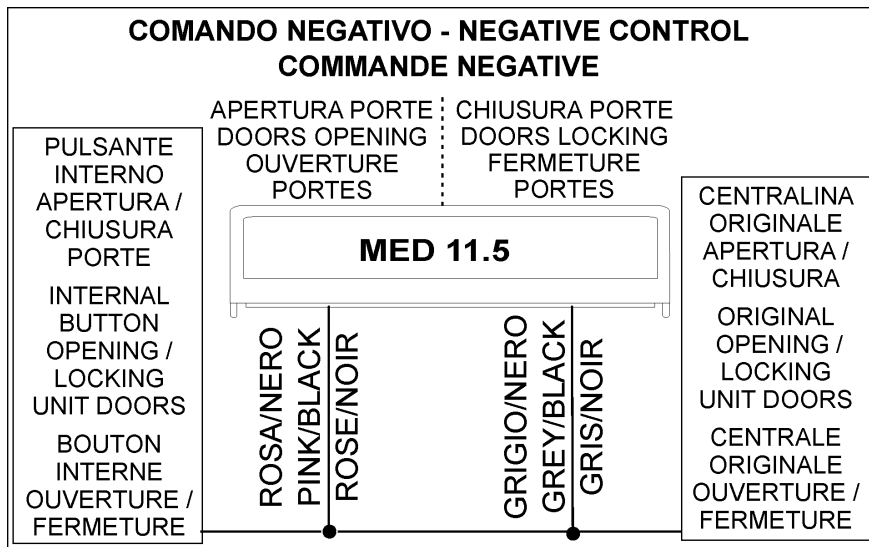 COMANDO NEGATIVO - NEGATIVE CONTROL
COMMANDE NEGATIVE
APERTURA PORTE
DOORS OPENING
OUVERTURE
PORTES
CHIUSURA PORTE
DOORS LOCKING
FERMETURE
PORTES
PULSANTE
INTERNO
APERTURA /
CHIUSURA
PORTE
INTERNAL
BUTTON
OPENING /
LOCKING
UNIT DOORS
BOUTON
INTERNE
OUVERTURE /
FERMETURE
MED 11.5
ROSA/NERO
PINK/BLACK
ROSE/NOIR
GRIGIO/NERO
GREY/BLACK
GRIS/NOIR
CENTRALINA
ORIGINALE
APERTURA /
CHIUSURA
ORIGINAL
OPENING /
LOCKING
UNIT DOORS
CENTRALE
ORIGINALE
OUVERTURE /
FERMETURE